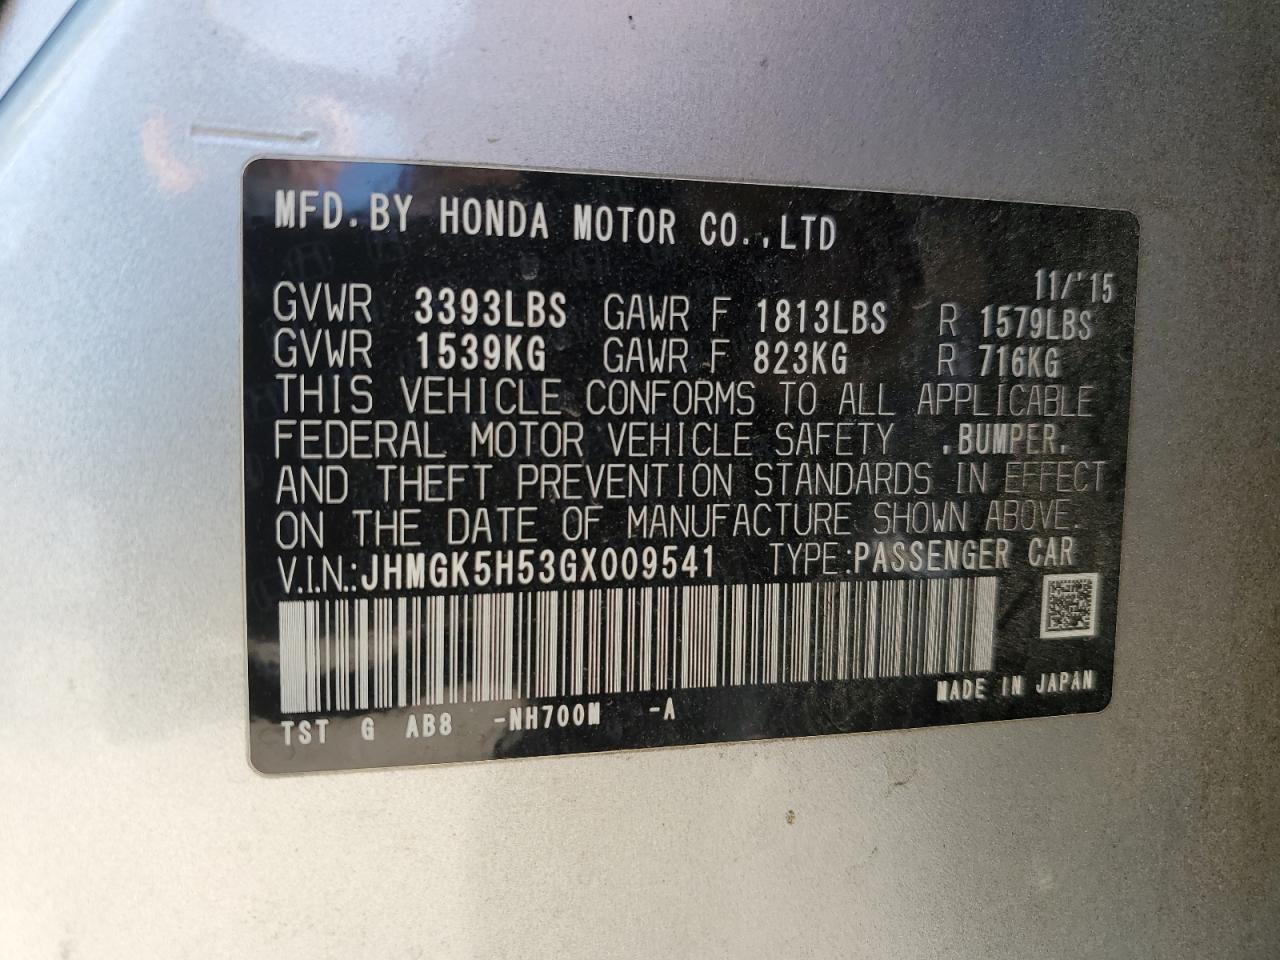 MFD. BY HONDA MOTOR CO.,LTD
11/'15
GVWR 3393LBS GAWR F 1813LBS R 1579LBS
GVWR 1539KG GAWR F 823KG R 716KG
THIS VEHICLE CONFORMS TO ALL APPLICABLE
FEDERAL MOTOR VEHICLE SAFETY ,BUMPER,
AND THEFT PREVENTION STANDARDS IN EFFECT
ON THE DATE OF MANUFACTURE SHOWN ABOVE.
V.I.N.:JHMGK5H53GX009541 TYPE:PASSENGER CAR
MADE IN JAPAN
TST G AB8 -NH700M -A